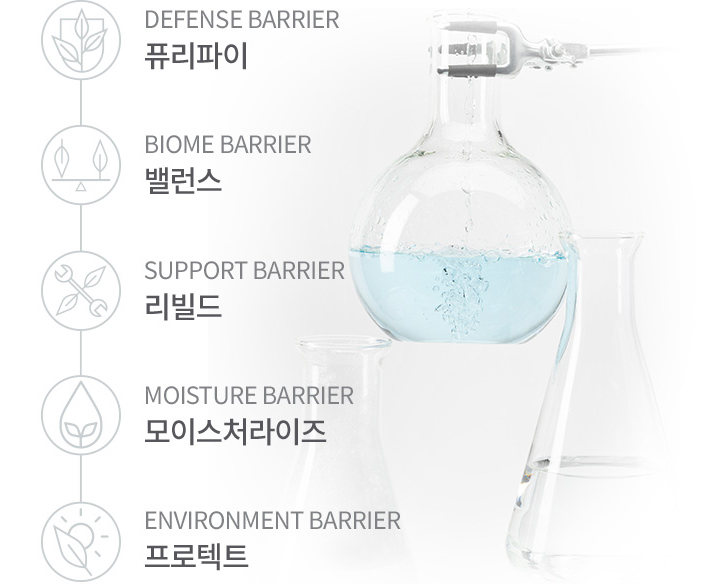 DEFENSE BARRIER
퓨리파이
BIOME BARRIER
밸런스
SUPPORT BARRIER
리빌드
MOISTURE BARRIER
모이스처라이즈
ENVIRONMENT BARRIER
프로텍트